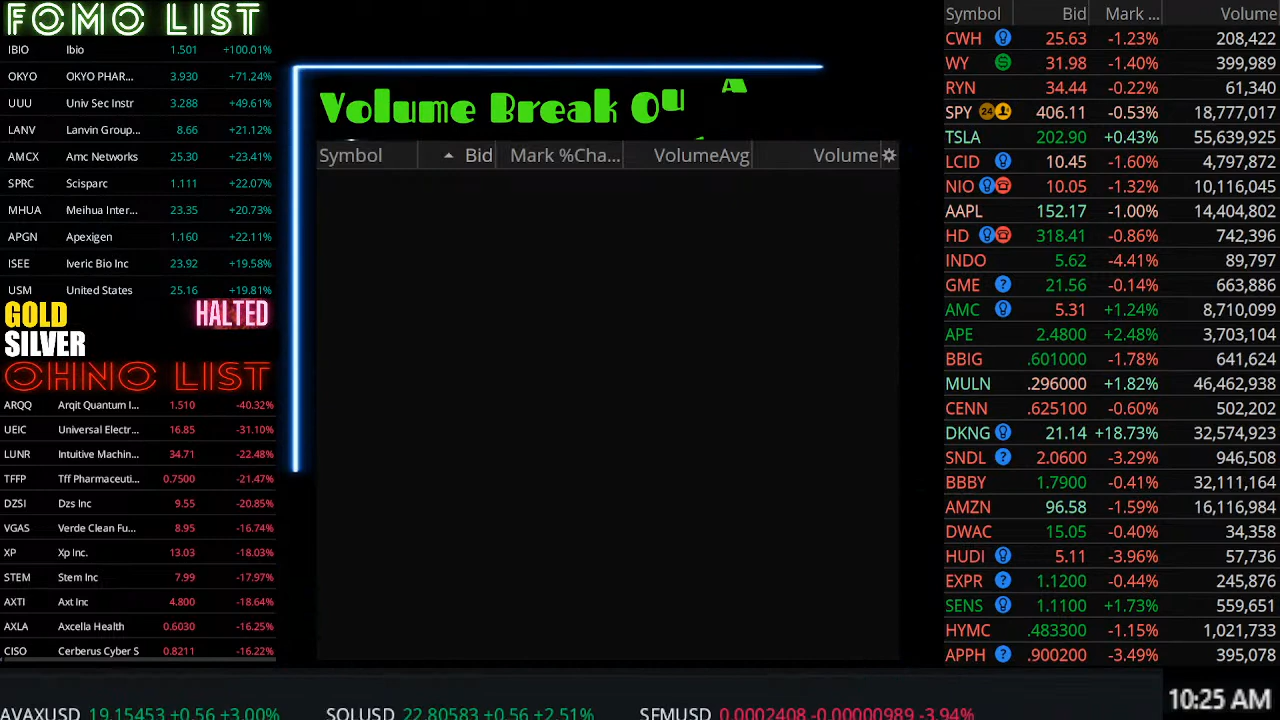 FOMO LIST
IBIO Ibio 1.501 +100.01%
OKYO OKYO PHAR... 3.930 +71.24%
UUU Univ Sec Instr 3.288 +49.61%
LANV Lanvin Group... 8.66 +21.12%
AMCX Amc Networks 25.30 +23.41%
SPRC Scisparc 1.111 +22.07%
MHUA Meihua Inter... 23.35 +20.73%
APGN Apexigen 1.160 +22.11%
ISEE Iveric Bio Inc 23.92 +19.58%
USM United States 25.16 +19.81%
GOLD HALTED
SILVER
OHNO LIST
ARQQ Arqit Quantum I... 1.510 -40.32%
UEIC Universal Electr... 16.85 -31.10%
LUNR Intuitive Machin... 34.71 -22.48%
TFFP Tff Pharmaceuti... 0.7500 -21.47%
DZSI Dzs Inc 9.55 -20.85%
VGAS Verde Clean Fu... 8.95 -16.74%
XP Xp Inc. 13.03 -18.03%
STEM Stem Inc 7.99 -17.97%
AXTI Axt Inc 4.800 -18.64%
AXLA Axcella Health 0.6030 -16.25%
CISO Cerberus Cyber S 0.8211 -16.22%
Volume Break Ou
Symbol Bid Mark %Cha... VolumeAvg Volume
Symbol Bid Mark ... Volume
CWH 25.63 -1.23% 208,422
WY 31.98 -1.40% 399,989
RYN 34.44 -0.22% 61,340
SPY 24 406.11 -0.53% 18,777,017
TSLA 202.90 +0.43% 55,639,925
LCID 10.45 -1.60% 4,797,872
NIO 10.05 -1.32% 10,116,045
AAPL 152.17 -1.00% 14,404,802
HD 318.41 -0.86% 742,396
INDO 5.62 -4.41% 89,797
GME ? 21.56 -0.14% 663,886
AMC 5.31 +1.24% 8,710,099
APE 2.4800 +2.48% 3,703,104
BBIG .601000 -1.78% 641,624
MULN .296000 +1.82% 46,462,938
CENN .625100 -0.60% 502,202
DKNG 21.14 +18.73% 32,574,923
SNDL ? 2.0600 -3.29% 946,508
BBBY 1.7900 -0.41% 32,111,164
AMZN 96.58 -1.59% 16,116,984
DWAC 15.05 -0.40% 34,358
HUDI 5.11 -3.96% 57,736
EXPR ? 1.1200 -0.44% 245,876
SENS 1.1100 +1.73% 559,651
HYMC .483300 -1.15% 1,021,733
APPH ? .900200 -3.49% 395,078
AVAXUSD 19.15453 +0.56 +3.00% SOLUSD 22.80583 +0.56 +2.51% SFMUSD 0.0002408 -0.00000989 -3.94%
10:25 AM